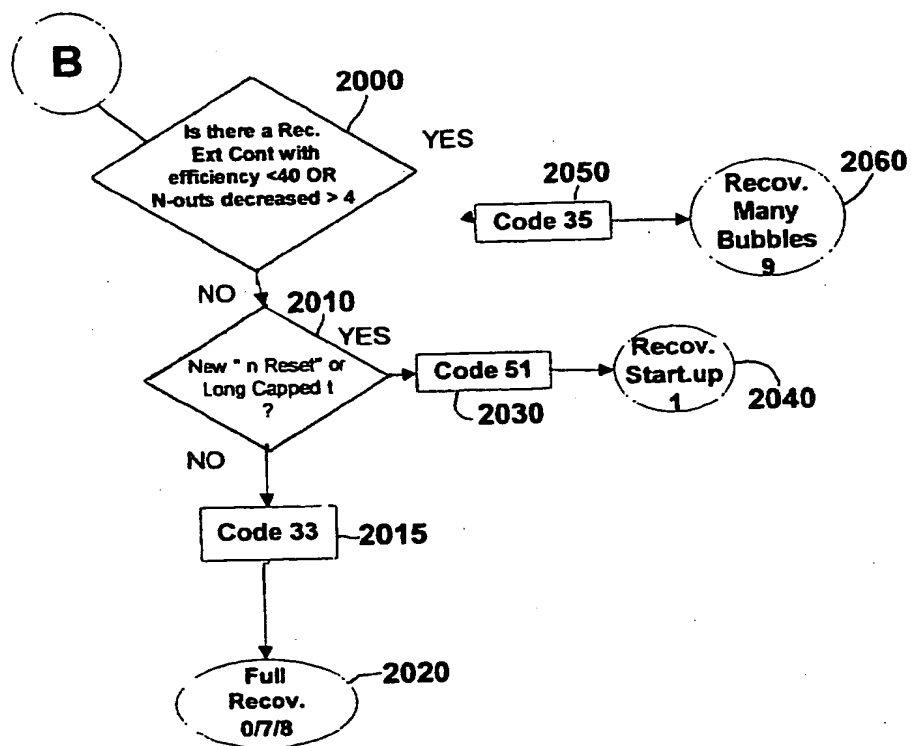 B
2000
Is there a Rec.
Ext Cont with
efficiency <40 OR
N-outs decreased > 4
YES
2050
Code 35
2060
Recov.
Many
Bubbles
9
NO
2010
YES
New " n Reset" or
Long Capped t
?
Code 51
2030
Recov.
Start.up
1
2040
NO
Code 33
2015
Full
Recov.
0/7/8
2020